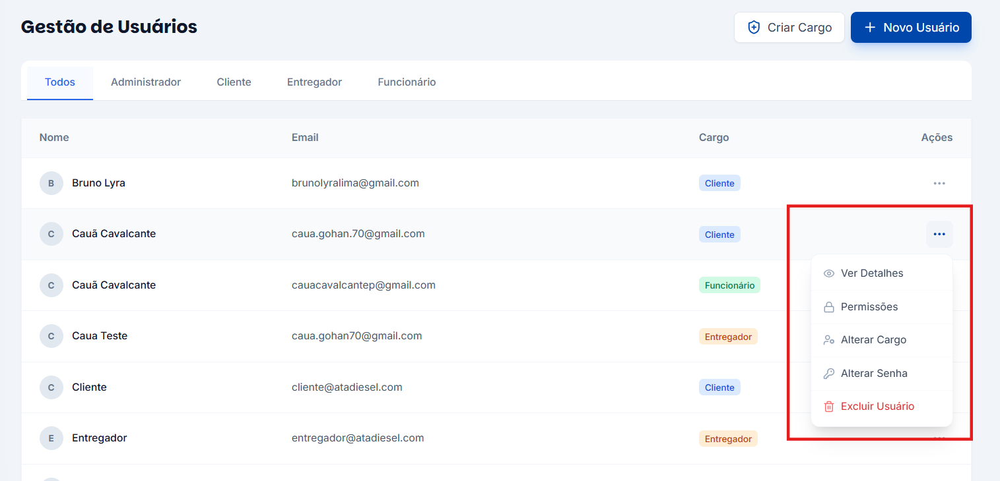 Gestão de Usuários
Criar Cargo
Novo Usuário
Todos Administrador Cliente Entregador Funcionário
Nome Email Cargo Ações
B Bruno Lyra brunolyralima@gmail.com Cliente
C Cauã Cavalcante caua.gohan.70@gmail.com Cliente
C Cauã Cavalcante cauacavalcantep@gmail.com Funcionário
C Caua Teste caua.gohan70@gmail.com Entregador
C Cliente cliente@atadiesel.com Cliente
E Entregador entregador@atadiesel.com Entregador
Ver Detalhes
Permissões
Alterar Cargo
Alterar Senha
Excluir Usuário